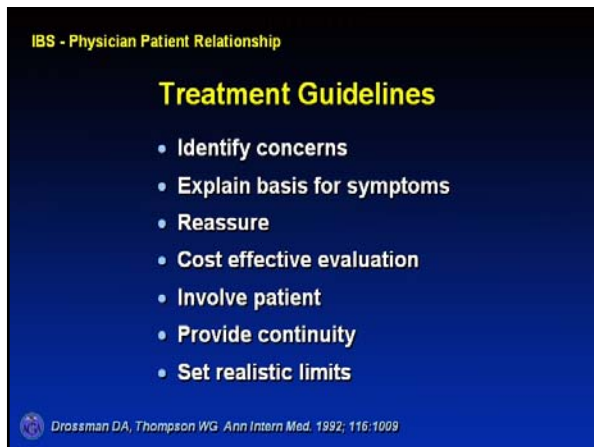 IBS - Physician Patient Relationship
Treatment Guidelines
• Identify concerns
• Explain basis for symptoms
• Reassure
• Cost effective evaluation
• Involve patient
• Provide continuity
• Set realistic limits
Drossman DA, Thompson WG Ann Intern Med. 1992; 116:1009